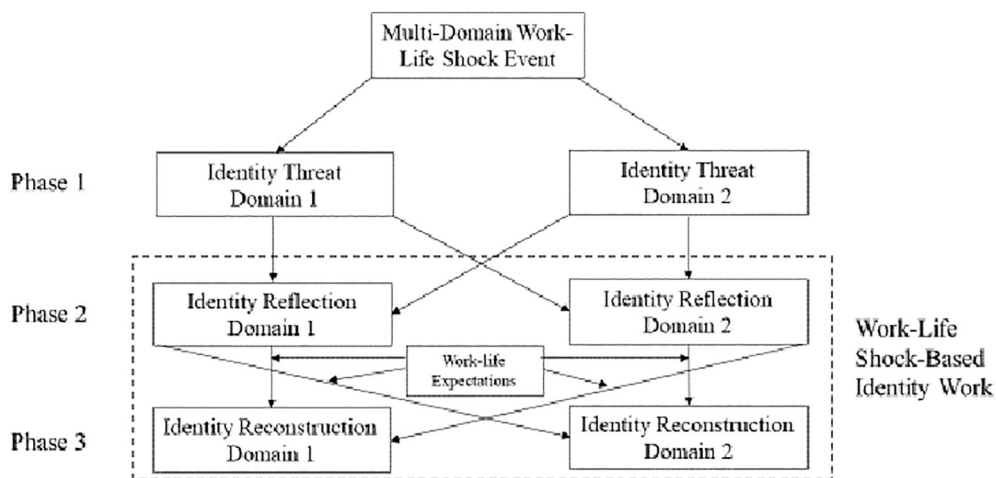 Multi-Domain Work-
Life Shock Event
Phase 1
Identity Threat
Domain 1
Identity Threat
Domain 2
Phase 2
Identity Reflection
Domain 1
Identity Reflection
Domain 2
Work-life
Expectations
Work-Life
Shock-Based
Identity Work
Phase 3
Identity Reconstruction
Domain 1
Identity Reconstruction
Domain 2